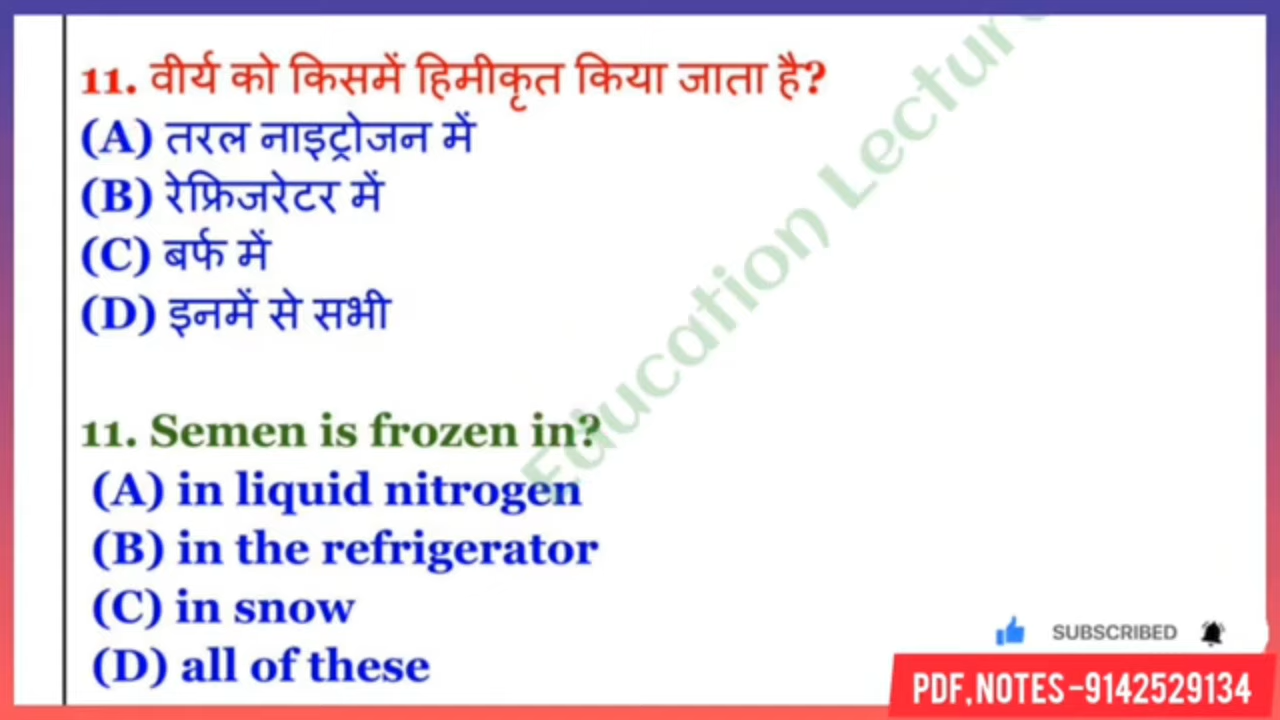 11. वीर्य को किसमें हिमीकृत किया जाता है?
(A) तरल नाइट्रोजन में
(B) रेफ्रिजरेटर में
(C) बर्फ में
(D) इनमें से सभी
11. Semen is frozen in?
(A) in liquid nitrogen
(B) in the refrigerator
(C) in snow
(D) all of these
Education Lecture
SUBSCRIBED
PDF,NOTES-9142529134